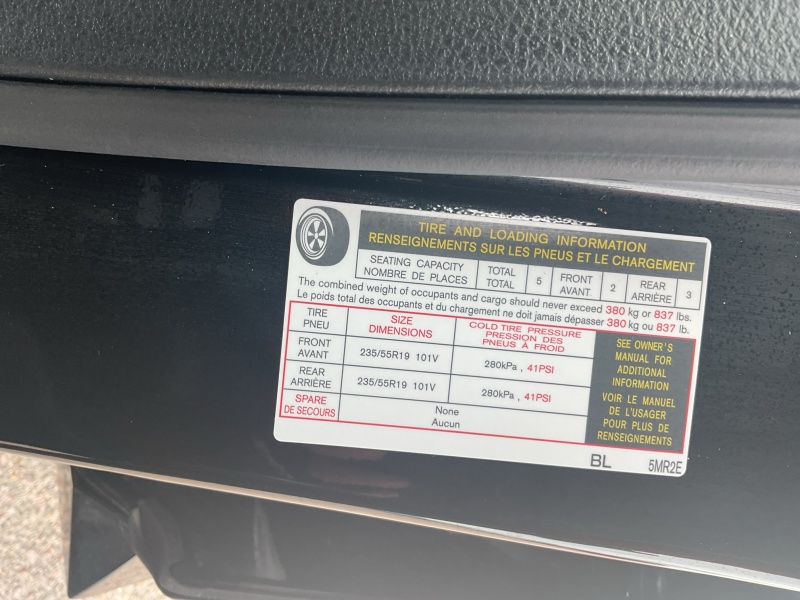 TIRE AND LOADING INFORMATION
RENSEIGNEMENTS SUR LES PNEUS ET LE CHARGEMENT
SEATING CAPACITY TOTAL 5 FRONT 2 REAR 3
NOMBRE DE PLACES TOTAL AVANT ARRIÈRE
The combined weight of occupants and cargo should never exceed 380 kg or 837 lbs.
Le poids total des occupants et du chargement ne doit jamais dépasser 380 kg ou 837 lb.
TIRE SIZE COLD TIRE PRESSURE
PNEU DIMENSIONS PRESSION DES
PNEUS À FROID
FRONT
AVANT 235/55R19 101V 280kPa , 41PSI
REAR
ARRIÈRE 235/55R19 101V 280kPa , 41PSI
SPARE None
DE SECOURS Aucun
SEE OWNER'S
MANUAL FOR
ADDITIONAL
INFORMATION
VOIR LE MANUEL
DE L'USAGER
POUR PLUS DE
RENSEIGNEMENTS
BL 5MR2E